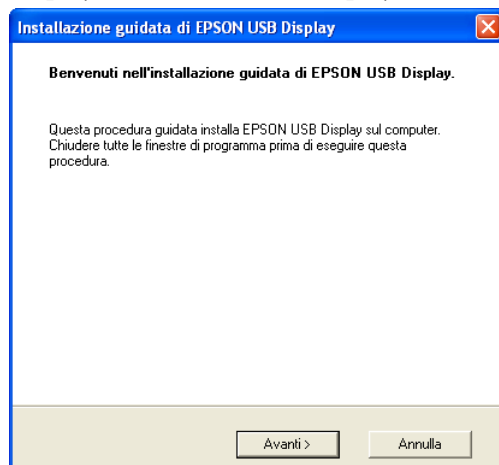 Installazione guidata di EPSON USB Display
Benvenuti nell'installazione guidata di EPSON USB Display.
Questa procedura guidata installa EPSON USB Display sul computer.
Chiudere tutte le finestre di programma prima di eseguire questa
procedura.
Avanti >
Annulla